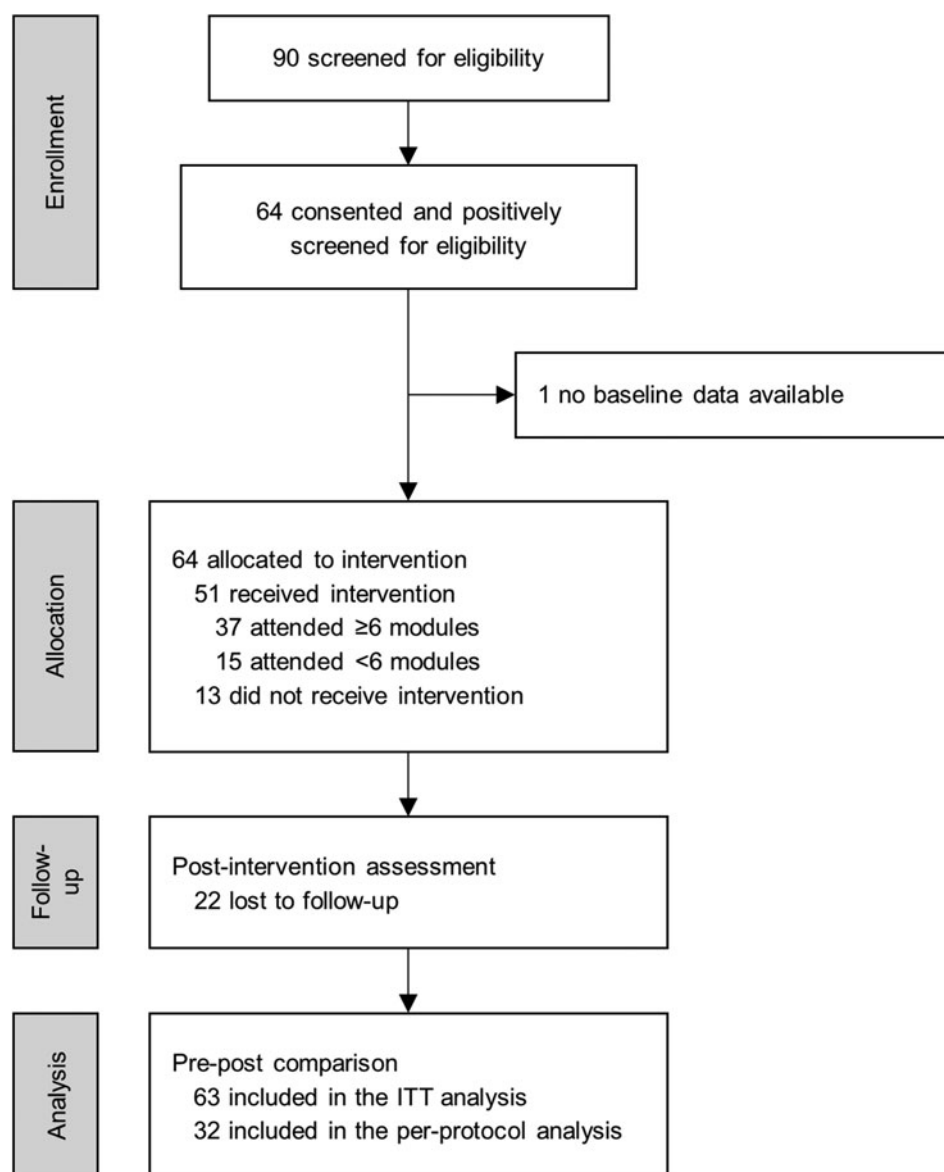 Enrollment
90 screened for eligibility
64 consented and positively
screened for eligibility
1 no baseline data available
Allocation
64 allocated to intervention
51 received intervention
37 attended ≥6 modules
15 attended <6 modules
13 did not receive intervention
Follow-
up
Post-intervention assessment
22 lost to follow-up
Analysis
Pre-post comparison
63 included in the ITT analysis
32 included in the per-protocol analysis